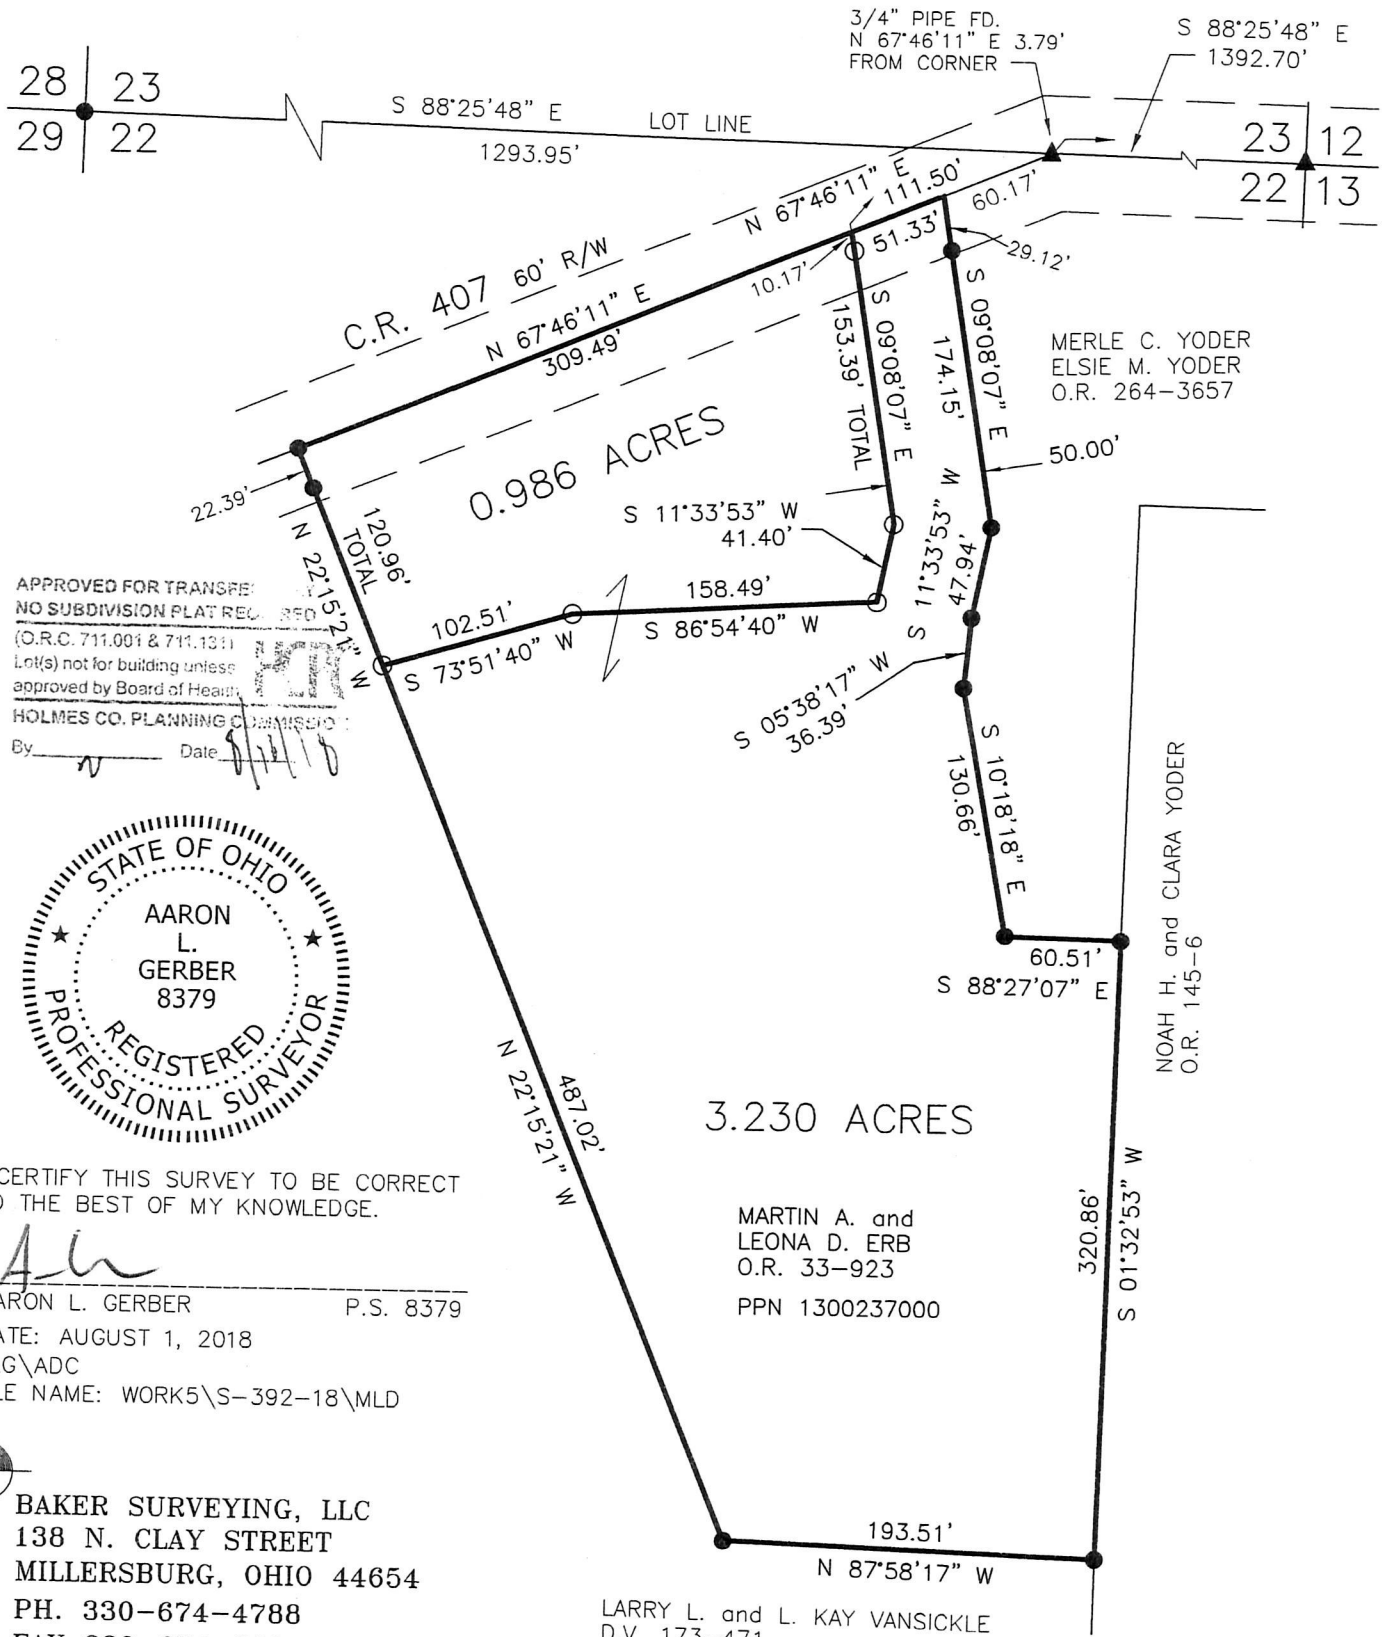 3/4" PIPE FD.
N 67°46'11" E 3.79'
FROM CORNER
S 88°25'48" E
1392.70'
28 23
29 22
S 88°25'48" E
1293.95'
LOT LINE
23 12
22 13
N 67°46'11" E
111.50'
60.17'
51.33'
10.17'
29.12'
C.R. 407 60' R/W
N 67°46'11" E
309.49'
S 09°08'07" E
153.39' TOTAL
S 09°08'07" E
174.15'
MERLE C. YODER
ELSIE M. YODER
O.R. 264-3657
50.00'
0.986 ACRES
22.39'
N 22°15'21" W
120.96'
TOTAL
S 11°33'53" W
41.40'
S 11°33'53" W
47.94'
158.49'
S 86°54'40" W
102.51'
S 73°51'40" W
S 05°38'17" W
36.39'
APPROVED FOR TRANSFE
NO SUBDIVISION PLAT REQ RED
(O.R.C. 711.001 & 711.131)
Lot(s) not for building unless
approved by Board of Health
HOLMES CO. PLANNING COMMISSIO
By Date
S 10°18'18" E
130.66'
60.51'
S 88°27'07" E
NOAH H. and CLARA YODER
O.R. 145-6
STATE OF OHIO
AARON
L.
GERBER
8379
REGISTERED
PROFESSIONAL SURVEYOR
487.02'
N 22°15'21" W
3.230 ACRES
MARTIN A. and
LEONA D. ERB
O.R. 33-923
PPN 1300237000
320.86'
S 01°32'53" W
CERTIFY THIS SURVEY TO BE CORRECT
O THE BEST OF MY KNOWLEDGE.
ARON L. GERBER P.S. 8379
ATE: AUGUST 1, 2018
G\ADC
LE NAME: WORK5\S-392-18\MLD
193.51'
N 87°58'17" W
BAKER SURVEYING, LLC
138 N. CLAY STREET
MILLERSBURG, OHIO 44654
PH. 330-674-4788
LARRY L. and L. KAY VANSICKLE
D.V. 173-471